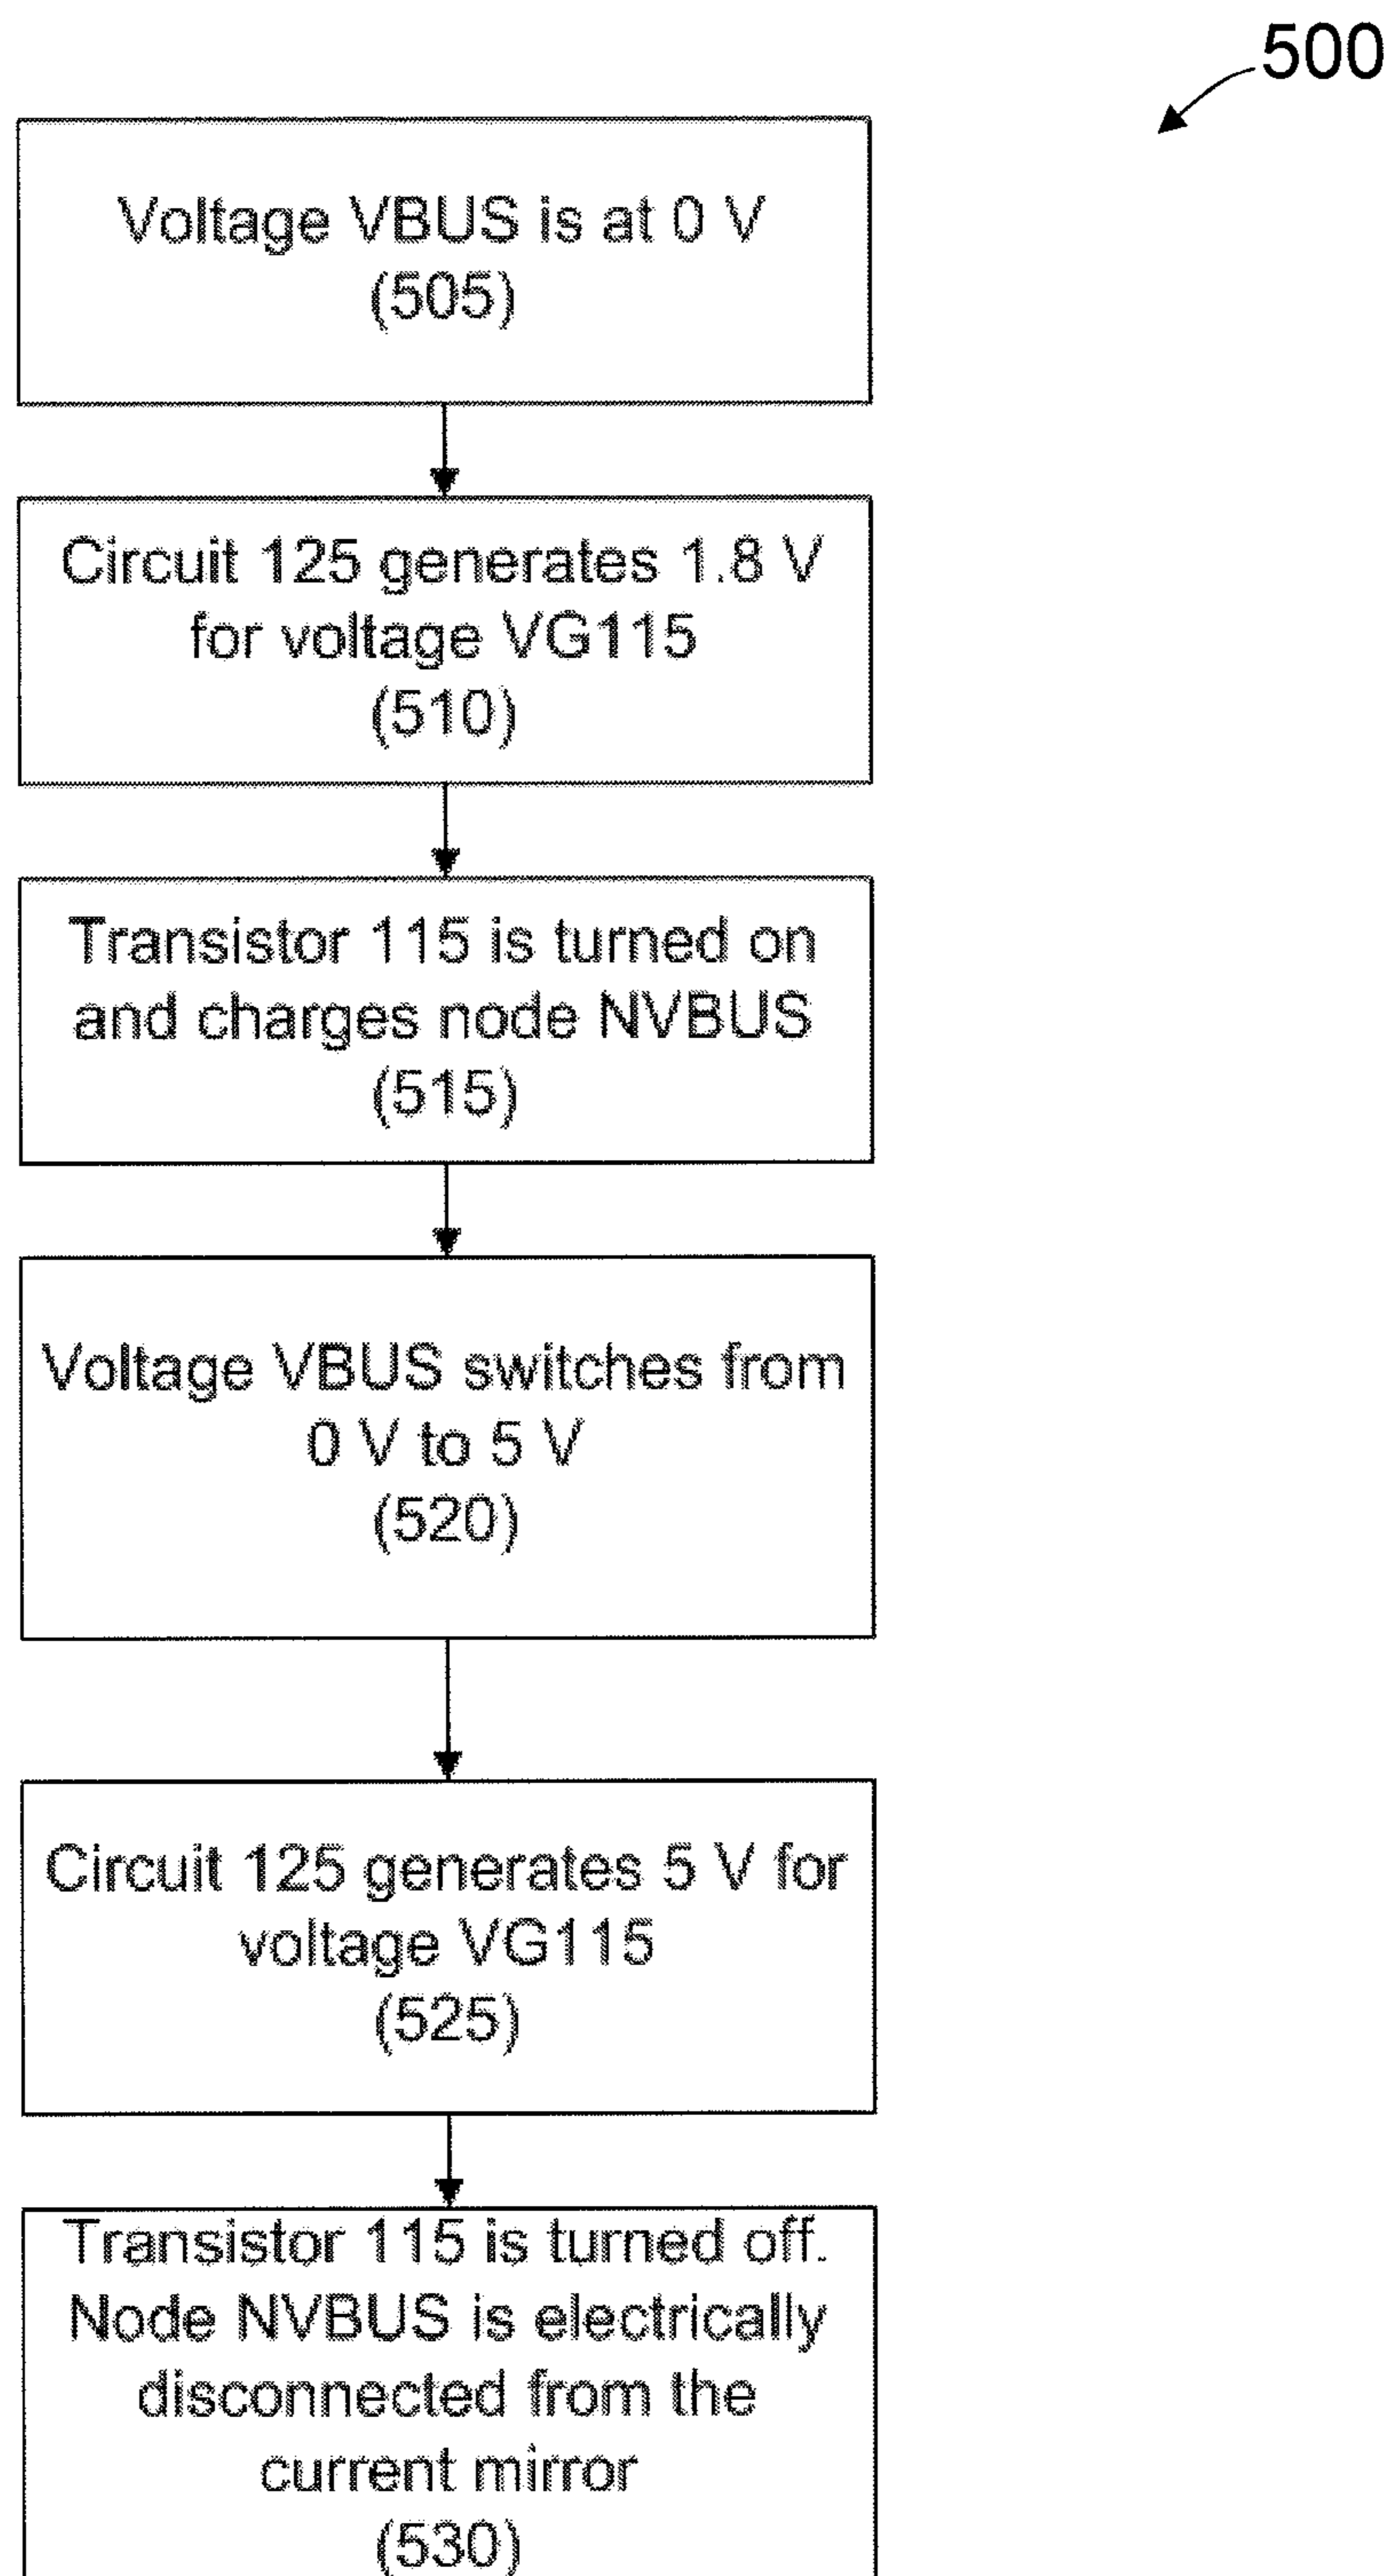 500
Voltage VBUS is at 0 V
(505)
Circuit 125 generates 1.8 V
for voltage VG115
(510)
Transistor 115 is turned on
and charges node NVBUS
(515)
Voltage VBUS switches from
0 V to 5 V
(520)
Circuit 125 generates 5 V for
voltage VG115
(525)
Transistor 115 is turned off.
Node NVBUS is electrically
disconnected from the
current mirror
(530)